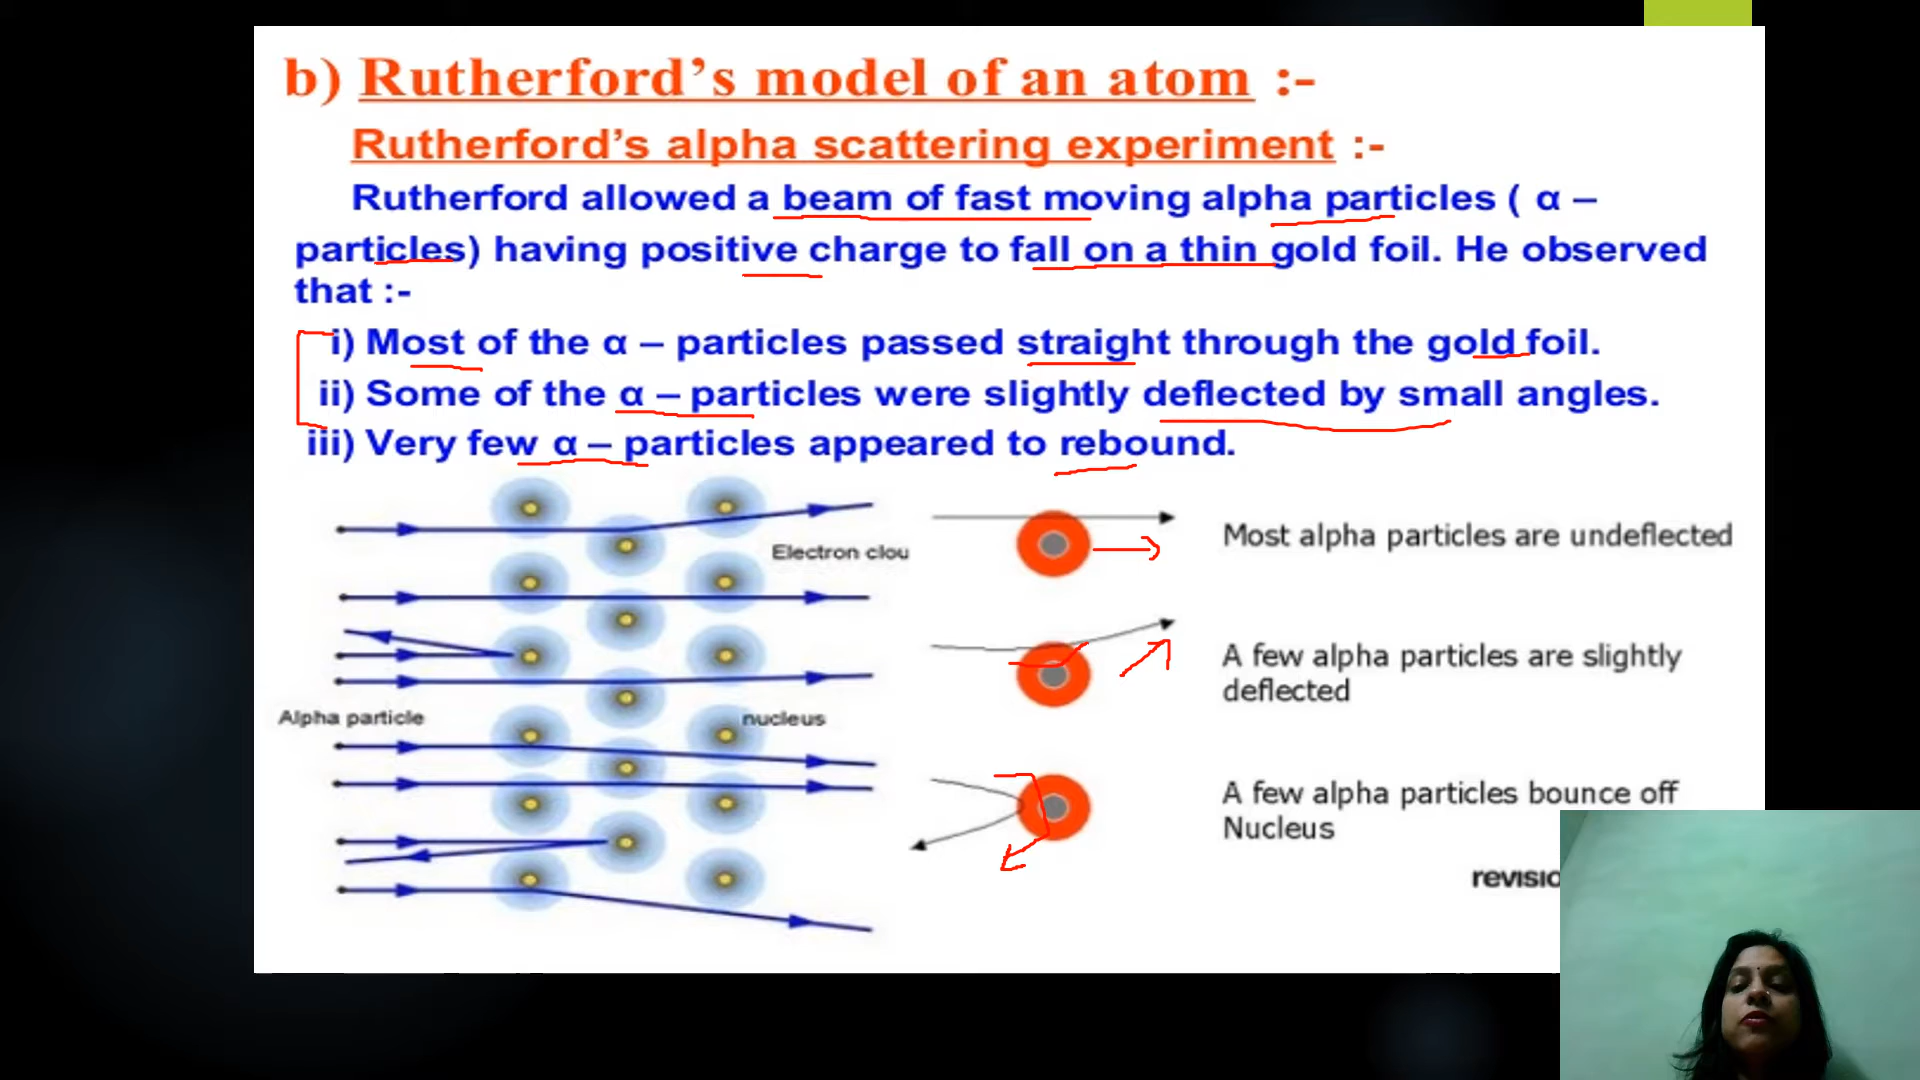 b) Rutherford's model of an atom :-
Rutherford's alpha scattering experiment :-
Rutherford allowed a beam of fast moving alpha particles ( α –
particles) having positive charge to fall on a thin gold foil. He observed
that :-
i) Most of the α – particles passed straight through the gold foil.
ii) Some of the α – particles were slightly deflected by small angles.
iii) Very few α – particles appeared to rebound.
Electron clou
Alpha particle
nucleus
Most alpha particles are undeflected
A few alpha particles are slightly
deflected
A few alpha particles bounce off
Nucleus
revisio